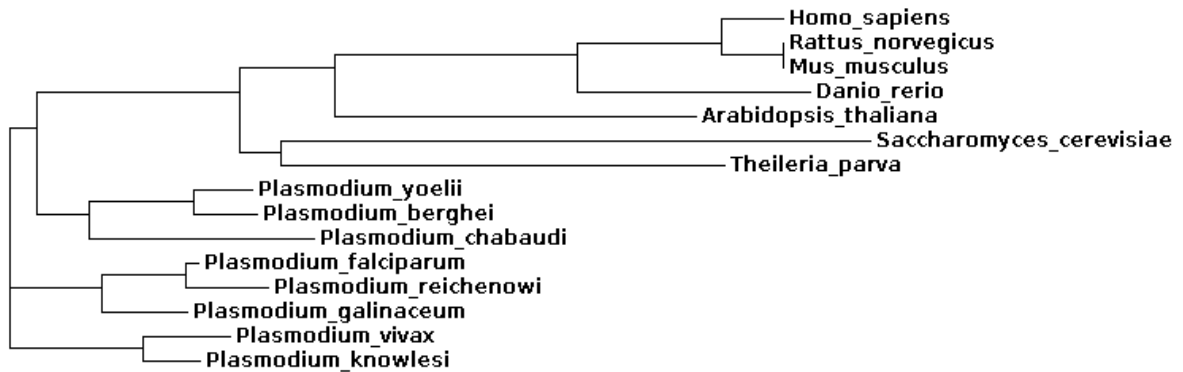 Homo_sapiens
Rattus_norvegicus
Mus_musculus
Danio_rerio
Arabidopsis_thaliana
Saccharomyces_cerevisiae
Theileria_parva
Plasmodium_yoelii
Plasmodium_berghei
Plasmodium_chabaudi
Plasmodium_falciparum
Plasmodium_reichenowi
Plasmodium_galinaceum
Plasmodium_vivax
Plasmodium_knowlesi